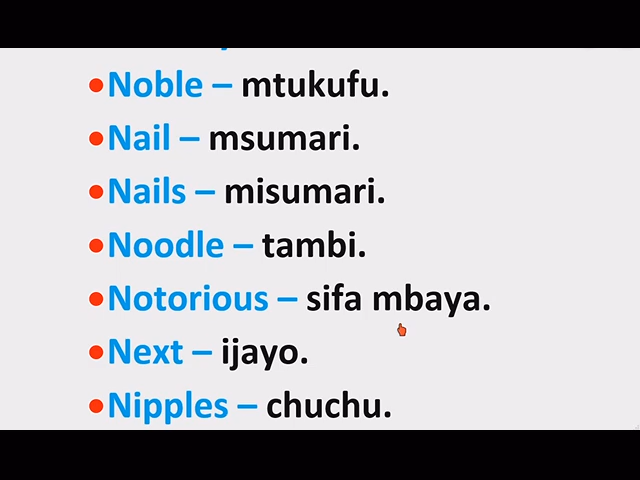 •Noble – mtukufu.
•Nail – msumari.
•Nails – misumari.
•Noodle – tambi.
•Notorious – sifa mbaya.
•Next – ijayo.
•Nipples – chuchu.